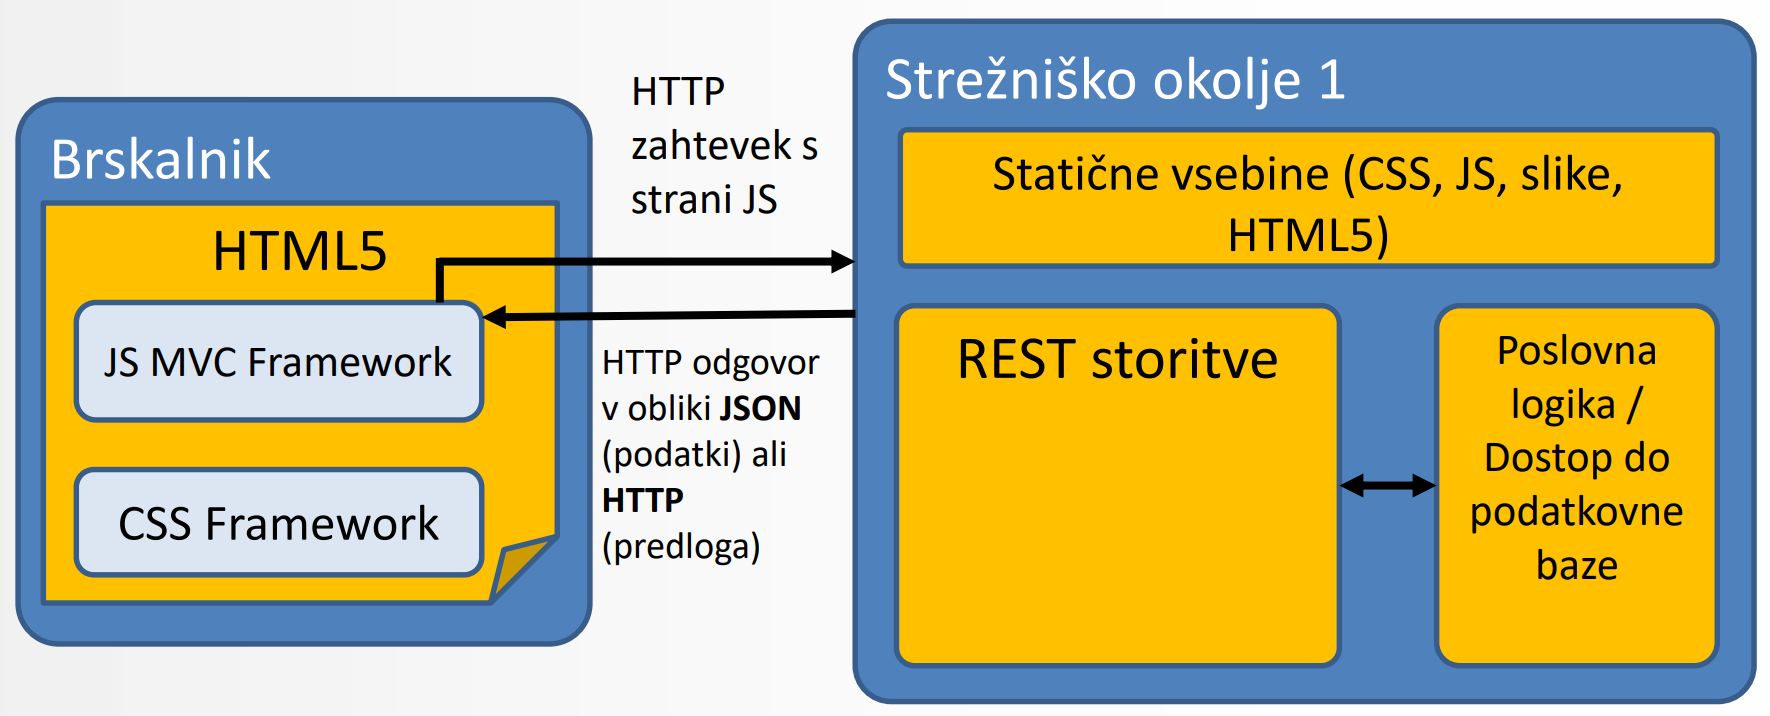 Brskalnik
HTML5
JS MVC Framework
CSS Framework
HTTP
zahtevek s
strani JS
HTTP odgovor
v obliki JSON
(podatki) ali
HTTP
(predloga)
Strežniško okolje 1
Statične vsebine (CSS, JS, slike,
HTML5)
REST storitve
Poslovna
logika /
Dostop do
podatkovne
baze